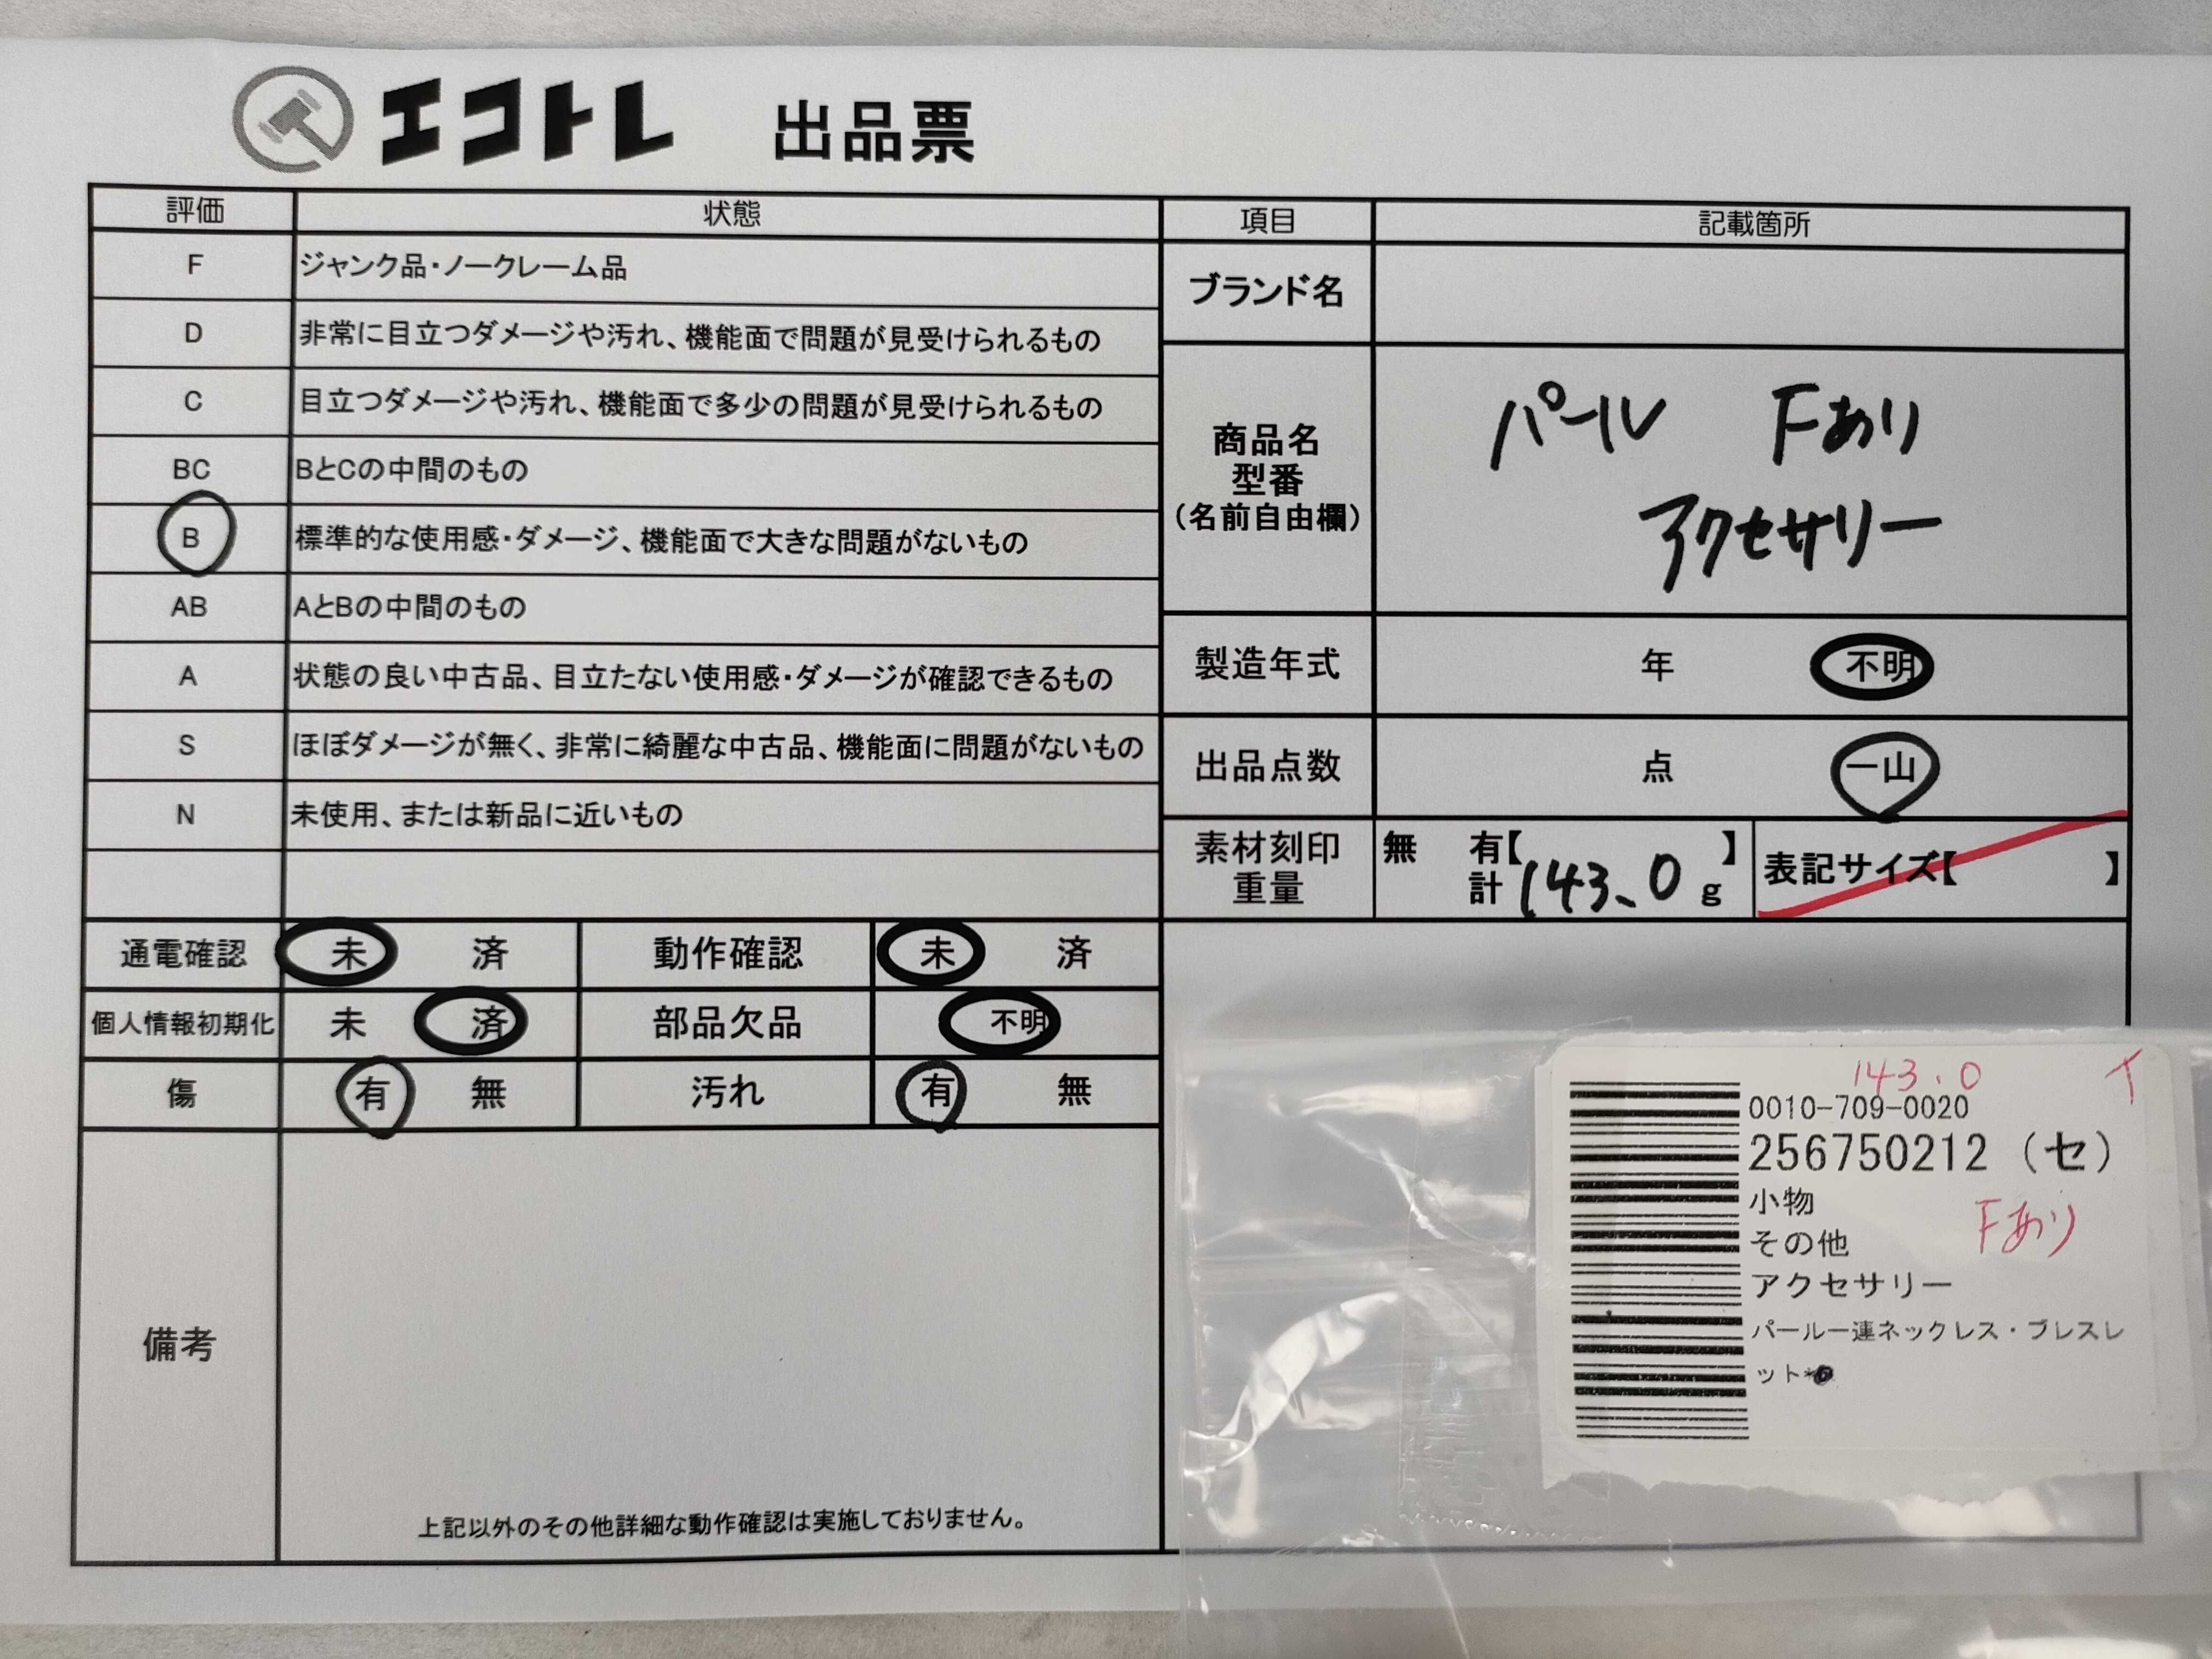 エコトレ 出品票
評価 状態
F ジャンク品・ノークレーム品
D 非常に目立つダメージや汚れ、機能面で問題が見受けられるもの
C 目立つダメージや汚れ、機能面で多少の問題が見受けられるもの
BC BとCの中間のもの
B 標準的な使用感・ダメージ、機能面で大きな問題がないもの
AB AとBの中間のもの
A 状態の良い中古品、目立たない使用感・ダメージが確認できるもの
S ほぼダメージが無く、非常に綺麗な中古品、機能面に問題がないもの
N 未使用、または新品に近いもの
通電確認 未 済 動作確認 未 済
個人情報初期化 未 済 部品欠品 不明
傷 有 無 汚れ 有 無
備考
上記以外のその他詳細な動作確認は実施しておりません。
項目 記載箇所
ブランド名
商品名
型番
(名前自由欄)
パール Fあり
アクセサリー
製造年式 年 不明
出品点数 点 一山
素材刻印 無 有【 】
重量 計 143.0 g
表記サイズ【 】
143.0 イ
0010-709-0020
256750212 (セ)
小物
その他 Fあり
アクセサリー
パール一連ネックレス・ブレスレ
ット*